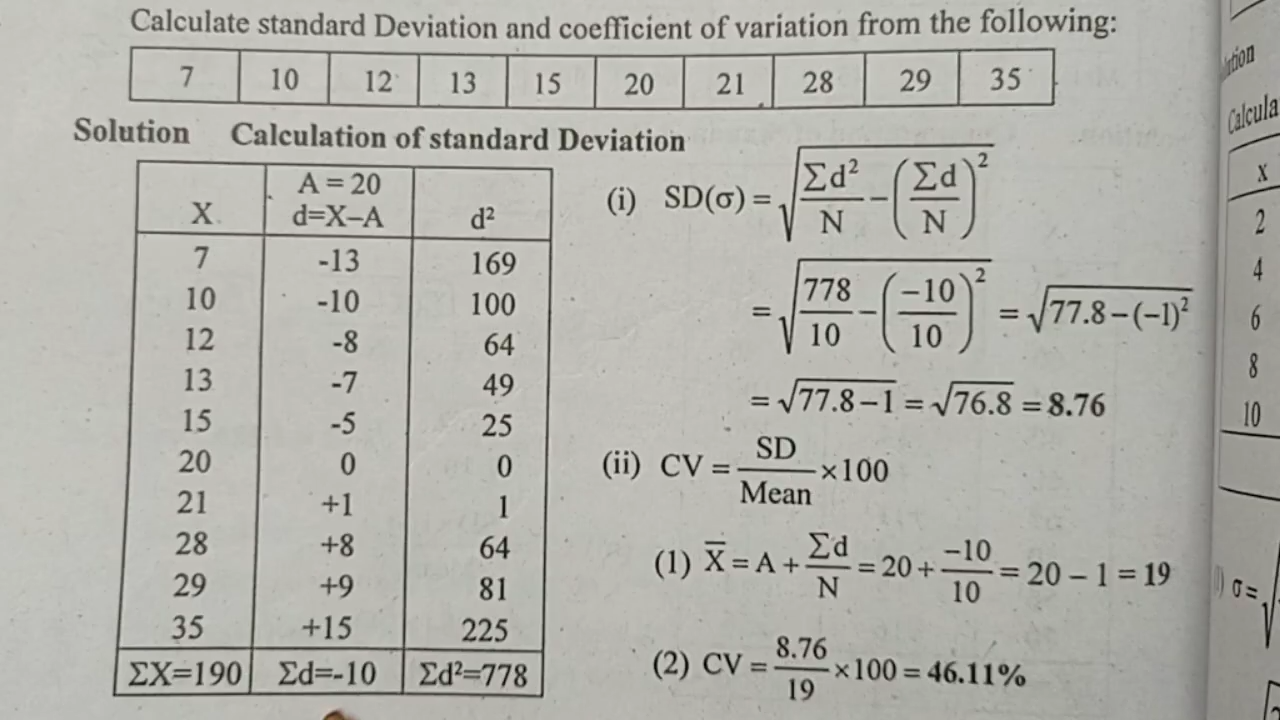 Calculate standard Deviation and coefficient of variation from the following:
7 10 12 13 15 20 21 28 29 35
Solution Calculation of standard Deviation
X A = 20 d=X–A d²
7 -13 169
10 -10 100
12 -8 64
13 -7 49
15 -5 25
20 0 0
21 +1 1
28 +8 64
29 +9 81
35 +15 225
ΣX=190 Σd=-10 Σd²=778
(i) SD(σ) = √(Σd²/N − (Σd/N)²)
= √(778/10 − (−10/10)²) = √(77.8−(−1)²)
= √(77.8−1) = √76.8 = 8.76
(ii) CV = SD/Mean ×100
(1) X̅ = A + Σd/N = 20 + −10/10 = 20 – 1 = 19
(2) CV = 8.76/19 ×100 = 46.11%
Calcula
X
2
4
6
8
10
σ=